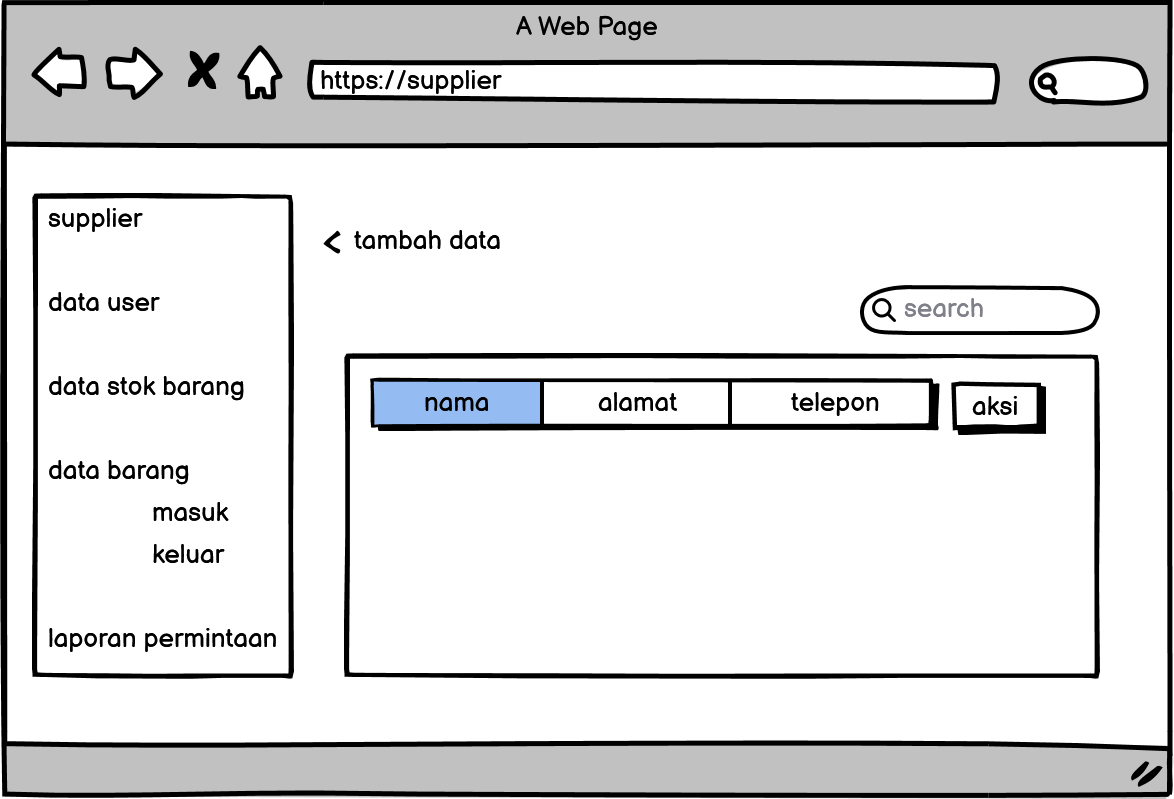 A Web Page
https://supplier
supplier
data user
data stok barang
data barang
masuk
keluar
laporan permintaan
tambah data
search
nama alamat telepon aksi